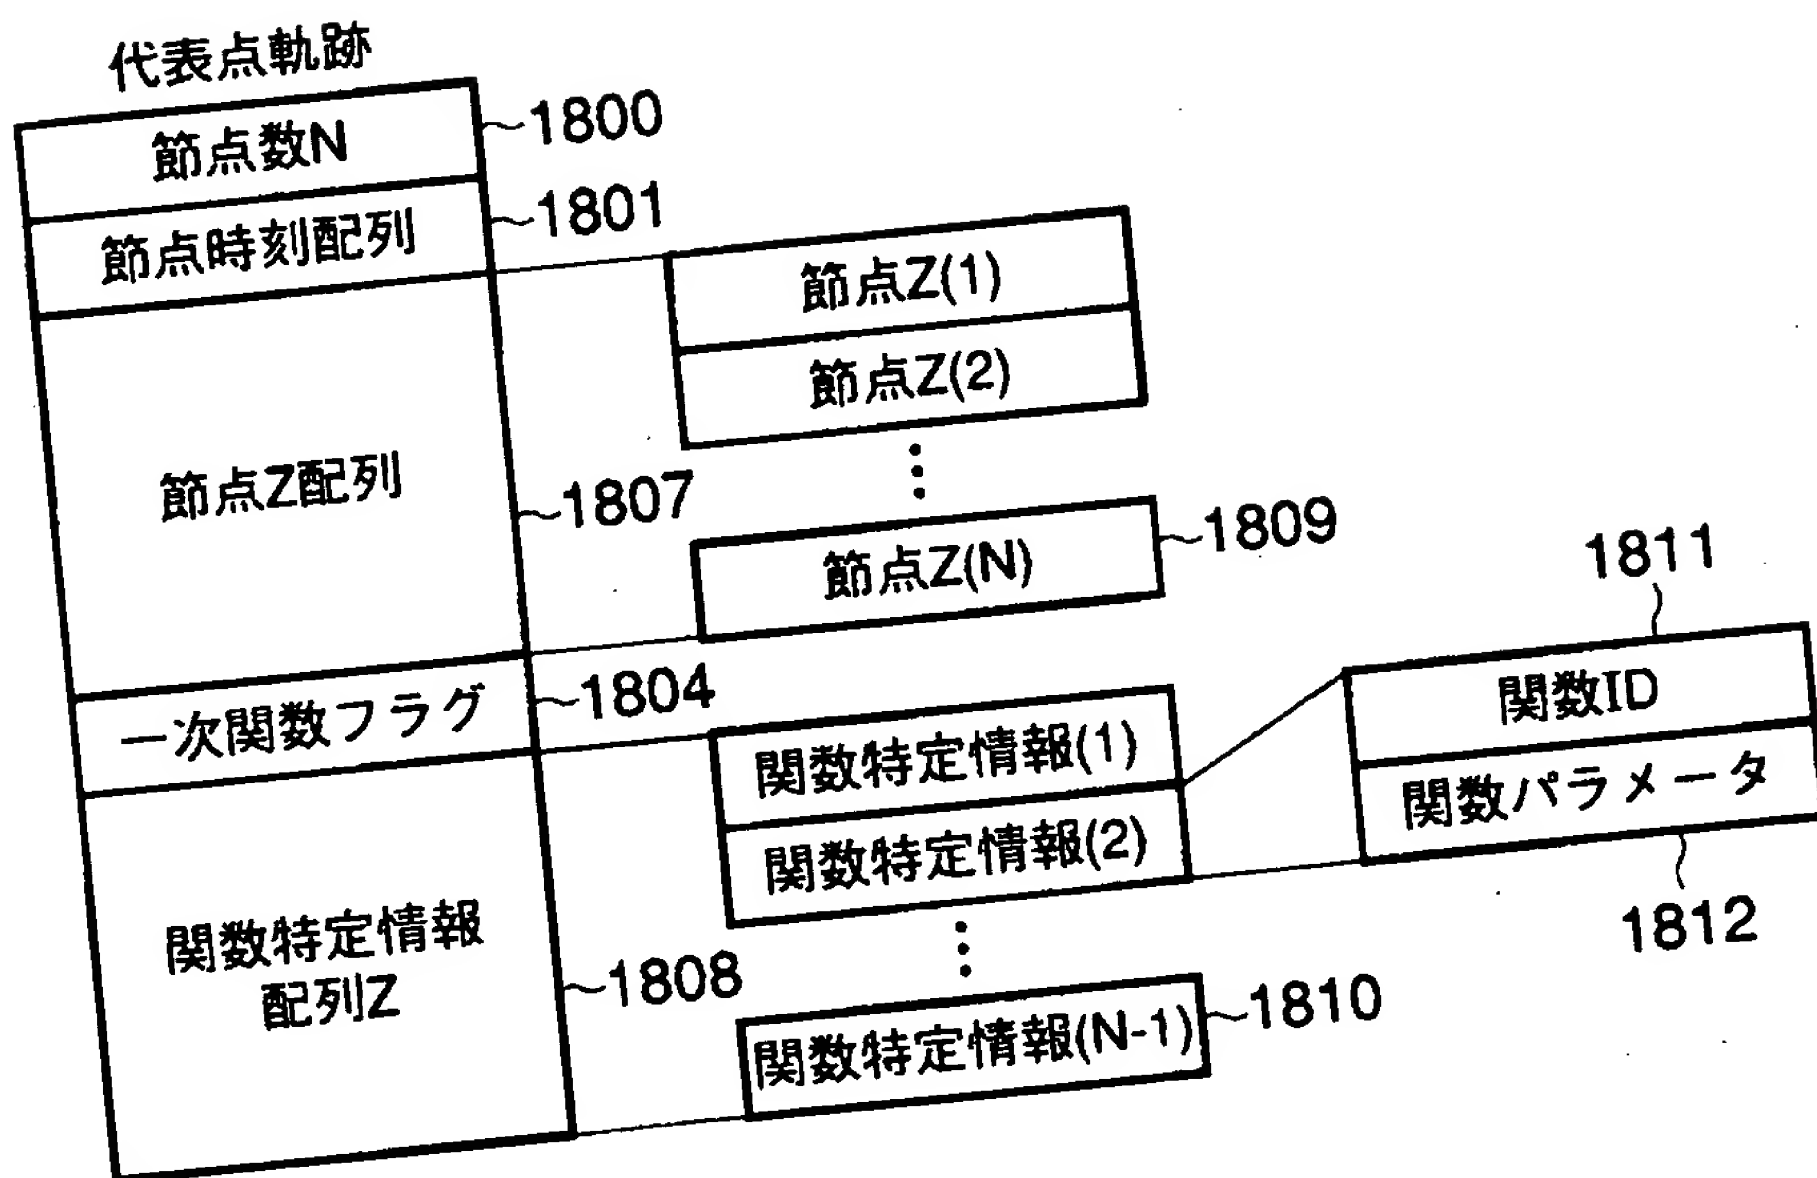 代表点軌跡
節点数N
1800
節点時刻配列
1801
節点Z(1)
節点Z(2)
節点Z配列
1807
節点Z(N)
1809
一次関数フラグ
1804
関数特定情報(1)
関数特定情報(2)
1811
関数ID
関数パラメータ
1812
関数特定情報
配列Z
1808
関数特定情報(N-1)
1810